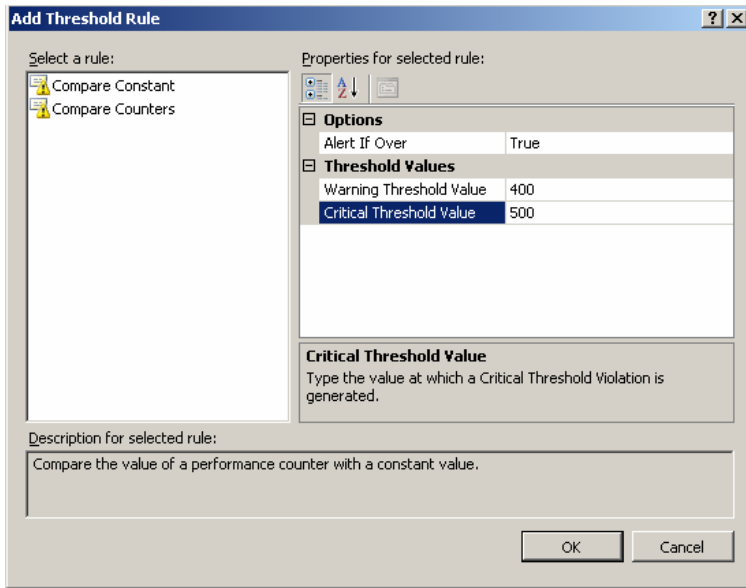 Add Threshold Rule
Select a rule:
Compare Constant
Compare Counters
Properties for selected rule:
Options
Alert If Over True
Threshold Values
Warning Threshold Value 400
Critical Threshold Value 500
Critical Threshold Value
Type the value at which a Critical Threshold Violation is
generated.
Description for selected rule:
Compare the value of a performance counter with a constant value.
OK Cancel